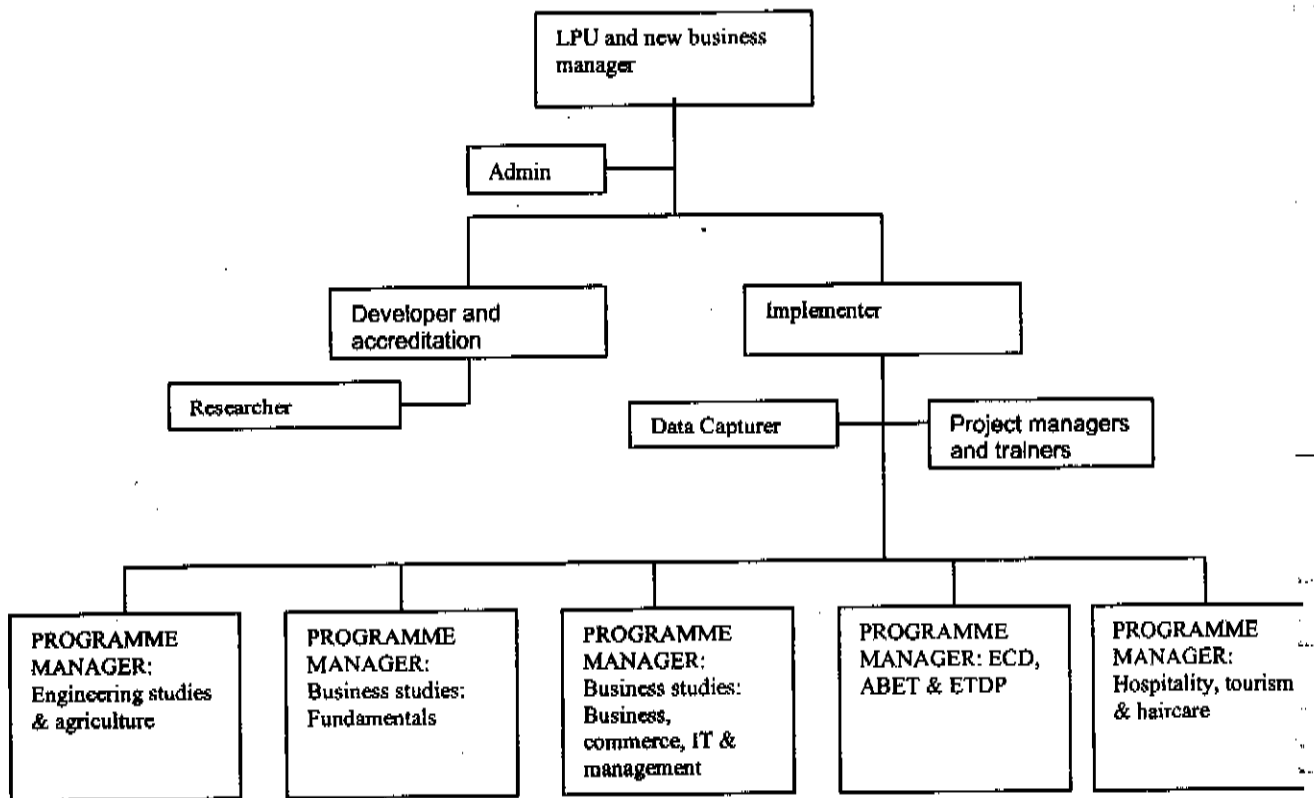 LPU and new business
manager
Admin
Developer and
accreditation
Implementer
Researcher
Data Capturer
Project managers
and trainers
PROGRAMME
MANAGER:
Engineering studies
& agriculture
PROGRAMME
MANAGER:
Business studies:
Fundamentals
PROGRAMME
MANAGER:
Business studies:
Business,
commerce, IT &
management
PROGRAMME
MANAGER: ECD,
ABET & ETDP
PROGRAMME
MANAGER:
Hospitality, tourism
& haircare